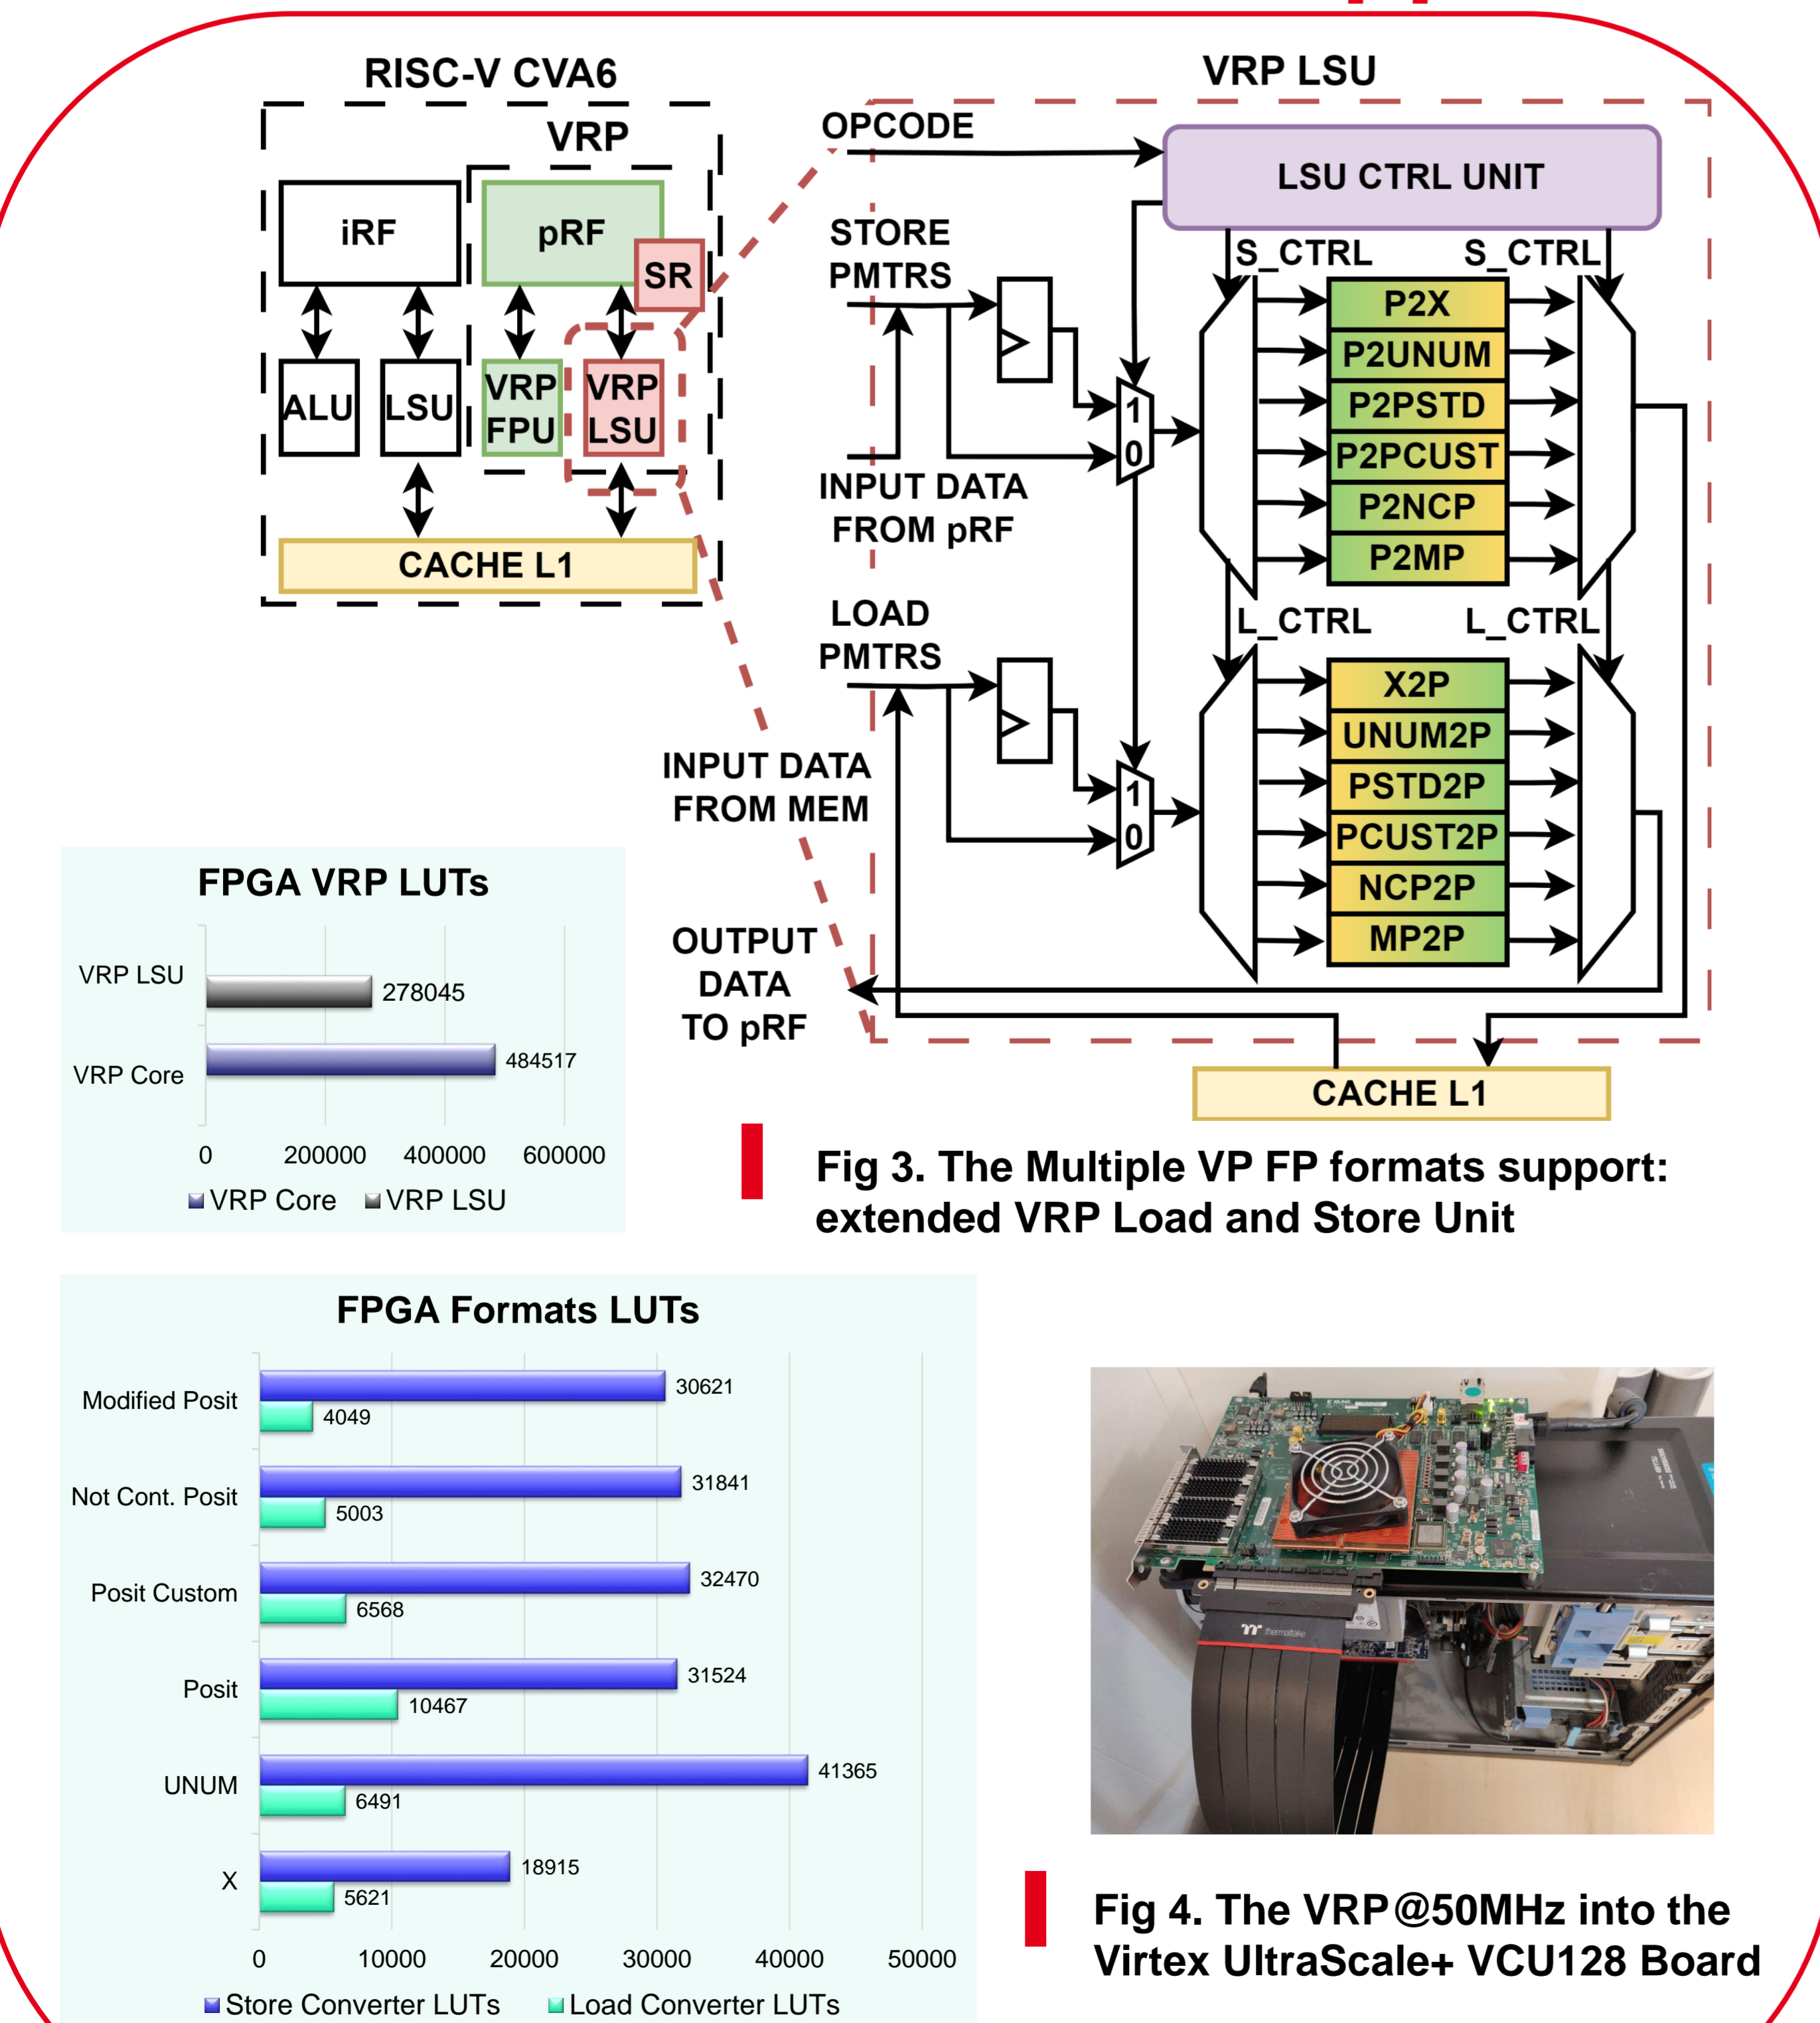 RISC-V CVA6
VRP
iRF
pRF
SR
ALU
LSU
VRP
FPU
VRP
LSU
CACHE L1
VRP LSU
OPCODE
LSU CTRL UNIT
STORE
PMTRS
S_CTRL
S_CTRL
P2X
P2UNUM
P2PSTD
P2PCUST
P2NCP
P2MP
1
0
INPUT DATA
FROM pRF
LOAD
PMTRS
L_CTRL
L_CTRL
X2P
UNUM2P
PSTD2P
PCUST2P
NCP2P
MP2P
1
0
INPUT DATA
FROM MEM
OUTPUT
DATA
TO pRF
CACHE L1
Fig 3. The Multiple VP FP formats support:
extended VRP Load and Store Unit
FPGA VRP LUTs
VRP LSU
278045
VRP Core
484517
0 200000 400000 600000
VRP Core VRP LSU
FPGA Formats LUTs
Modified Posit
30621
4049
Not Cont. Posit
31841
5003
Posit Custom
32470
6568
Posit
31524
10467
UNUM
41365
6491
X
18915
5621
0 10000 20000 30000 40000 50000
Store Converter LUTs Load Converter LUTs
thermaltake
Fig 4. The VRP@50MHz into the
Virtex UltraScale+ VCU128 Board